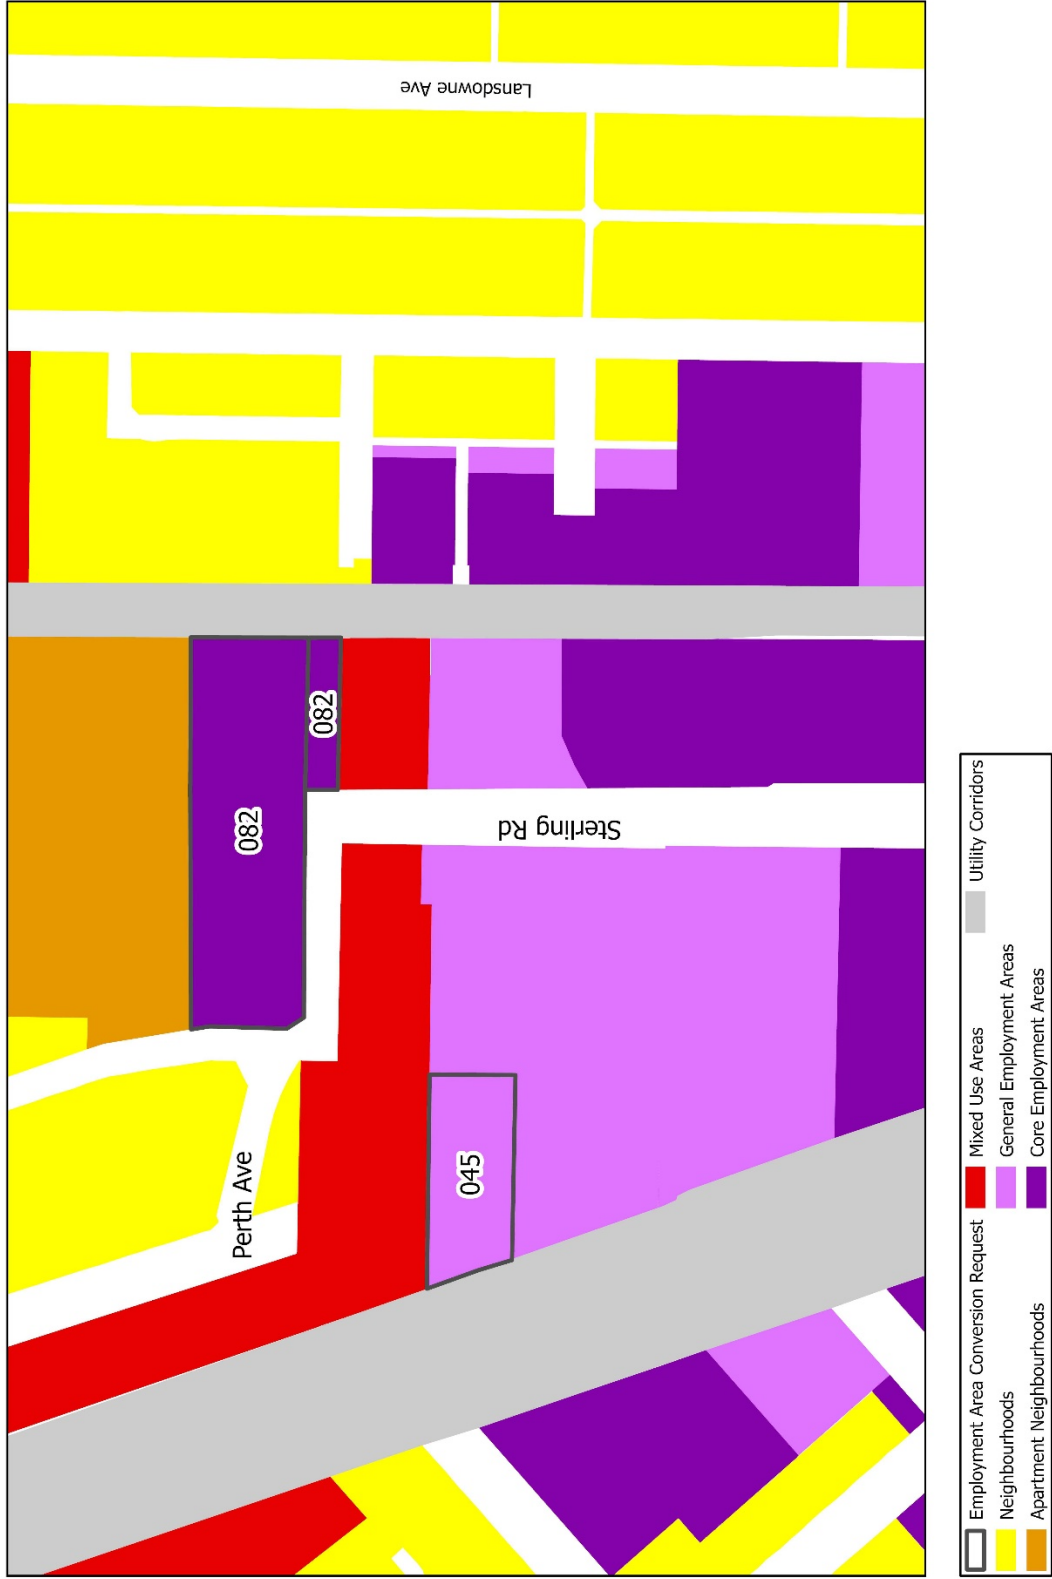 Lansdowne Ave
082
082
Sterling Rd
045
Perth Ave
Employment Area Conversion Request
Neighbourhoods
Apartment Neighbourhoods
Mixed Use Areas
General Employment Areas
Core Employment Areas
Utility Corridors